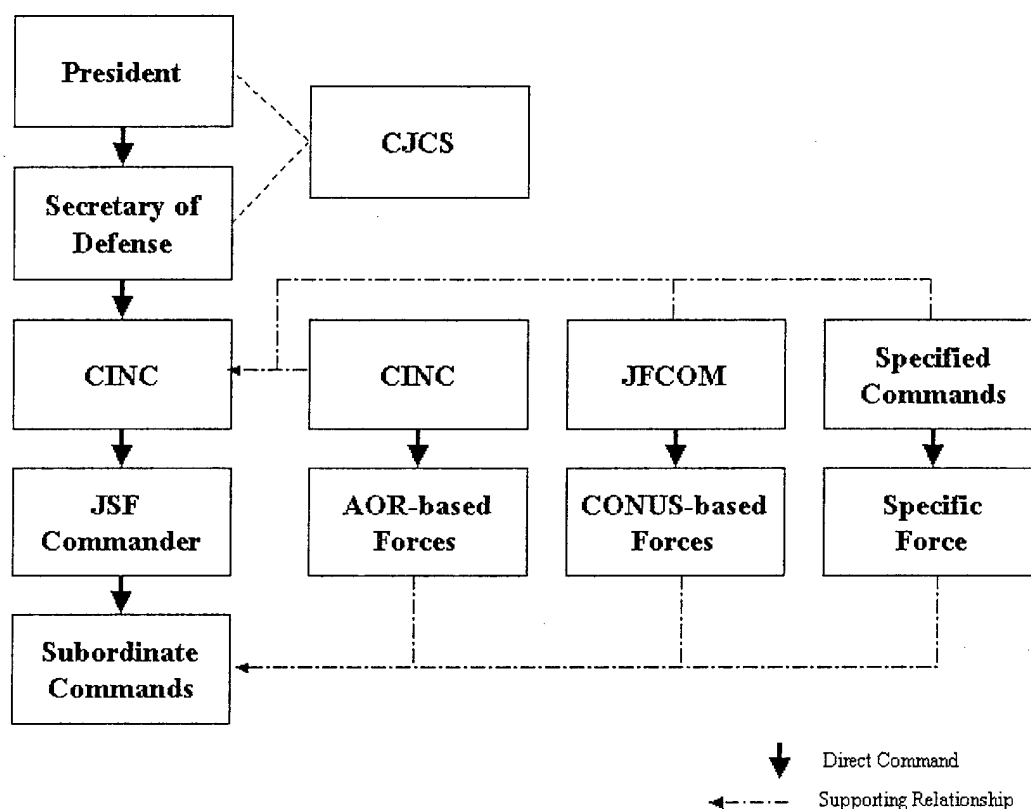 President
CJCS
Secretary of
Defense
CINC
CINC
JFCOM
Specified
Commands
JSF
Commander
AOR-based
Forces
CONUS-based
Forces
Specific
Force
Subordinate
Commands
Direct Command
Supporting Relationship